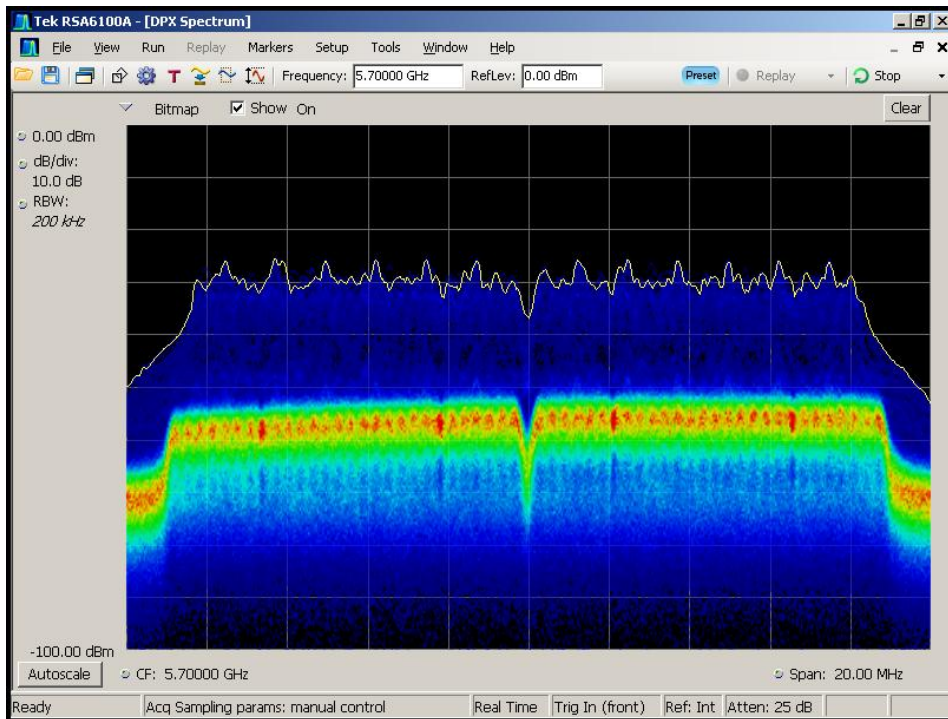 Tek RSA6100A - [DPX Spectrum]
File View Run Replay Markers Setup Tools Window Help
T Frequency: 5.70000 GHz RefLev: 0.00 dBm Preset Replay Stop
Bitmap Show On Clear
0.00 dBm
dB/div:
10.0 dB
RBW:
200 kHz
-100.00 dBm
Autoscale CF: 5.70000 GHz Span: 20.00 MHz
Ready Acq Sampling params: manual control Real Time Trig In (front) Ref: Int Atten: 25 dB